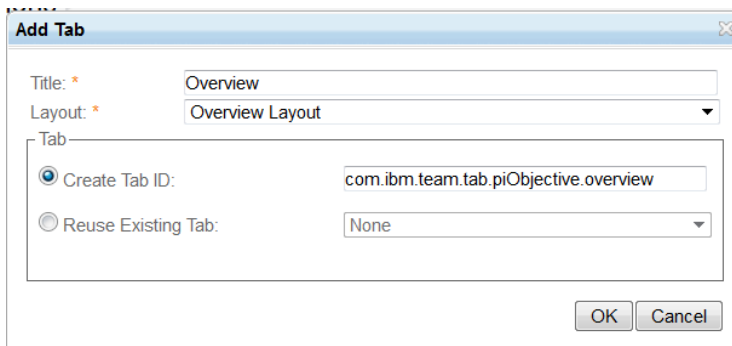 Add Tab
Title: * Overview
Layout: * Overview Layout
Tab
Create Tab ID: com.ibm.team.tab.piObjective.overview
Reuse Existing Tab: None
OK Cancel